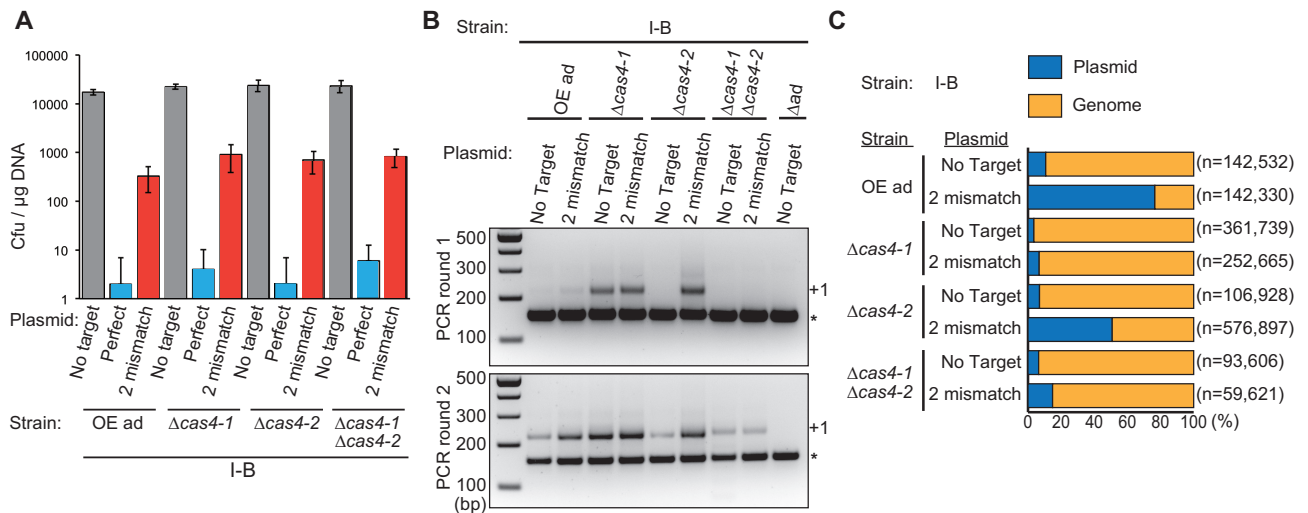 A
100000
10000
1000
100
10
1
Cfu / µg DNA
Plasmid:
No target
Perfect
2 mismatch
No target
Perfect
2 mismatch
No target
Perfect
2 mismatch
No target
Perfect
2 mismatch
Strain:
OE ad
Δcas4-1
Δcas4-2
Δcas4-1
Δcas4-2
I-B
B
Strain:
I-B
OE ad
Δcas4-1
Δcas4-2
Δcas4-1
Δcas4-2
Δad
Plasmid:
No Target
2 mismatch
No Target
2 mismatch
No Target
2 mismatch
No Target
2 mismatch
No Target
PCR round 1
500
300
200
100
+1
*
PCR round 2
500
300
200
100
(bp)
+1
*
C
Strain: I-B
Plasmid
Genome
Strain Plasmid
OE ad
No Target (n=142,532)
2 mismatch (n=142,330)
Δcas4-1
No Target (n=361,739)
2 mismatch (n=252,665)
Δcas4-2
No Target (n=106,928)
2 mismatch (n=576,897)
Δcas4-1
Δcas4-2
No Target (n=93,606)
2 mismatch (n=59,621)
0 20 40 60 80 100 (%)